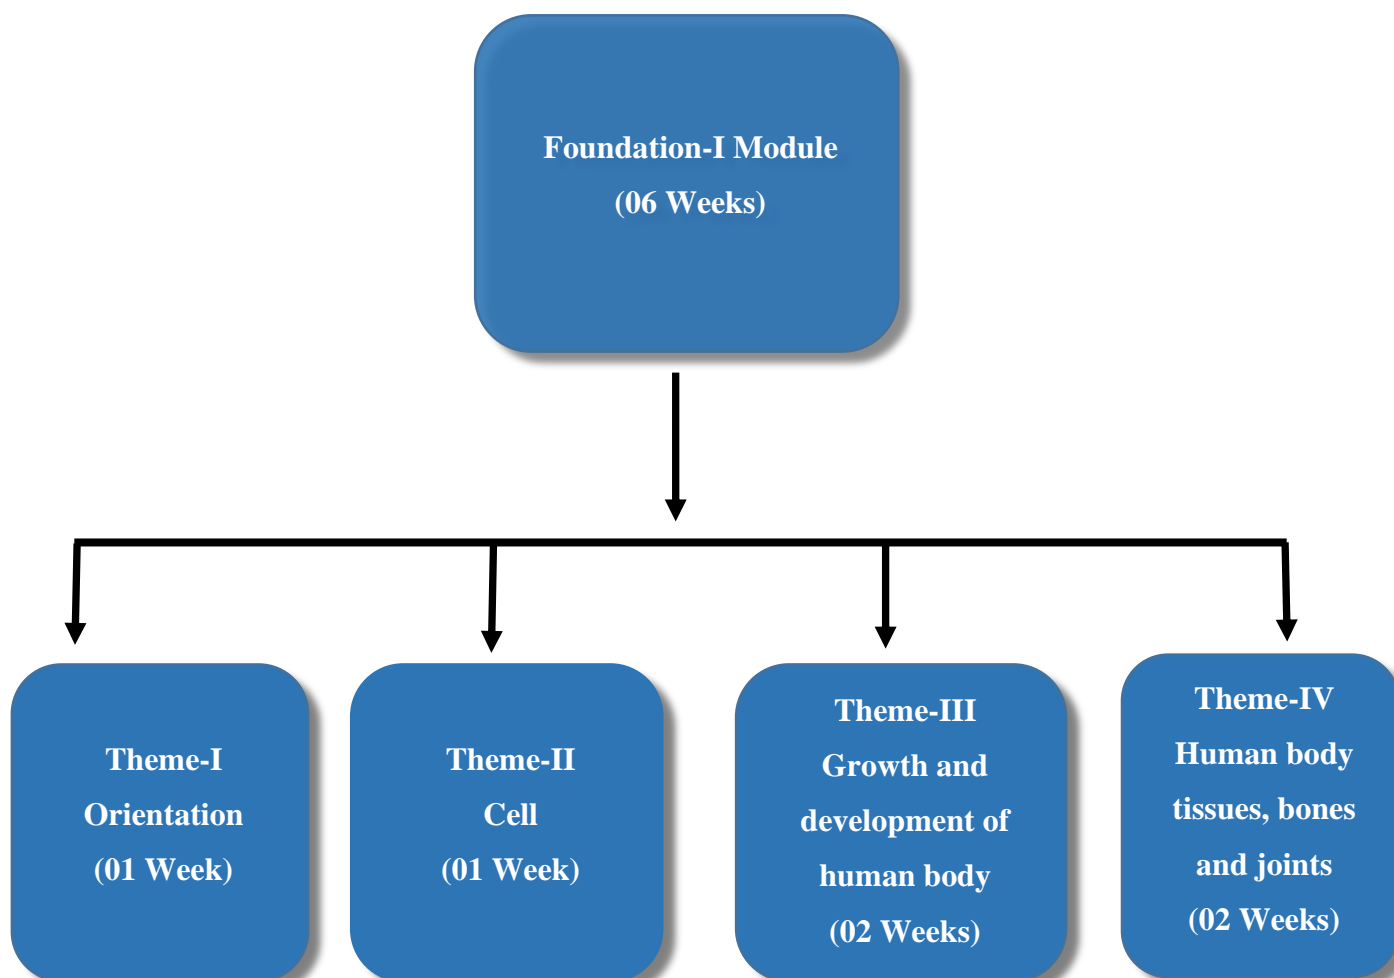 Foundation-I Module
(06 Weeks)
Theme-I
Orientation
(01 Week)
Theme-II
Cell
(01 Week)
Theme-III
Growth and
development of
human body
(02 Weeks)
Theme-IV
Human body
tissues, bones
and joints
(02 Weeks)